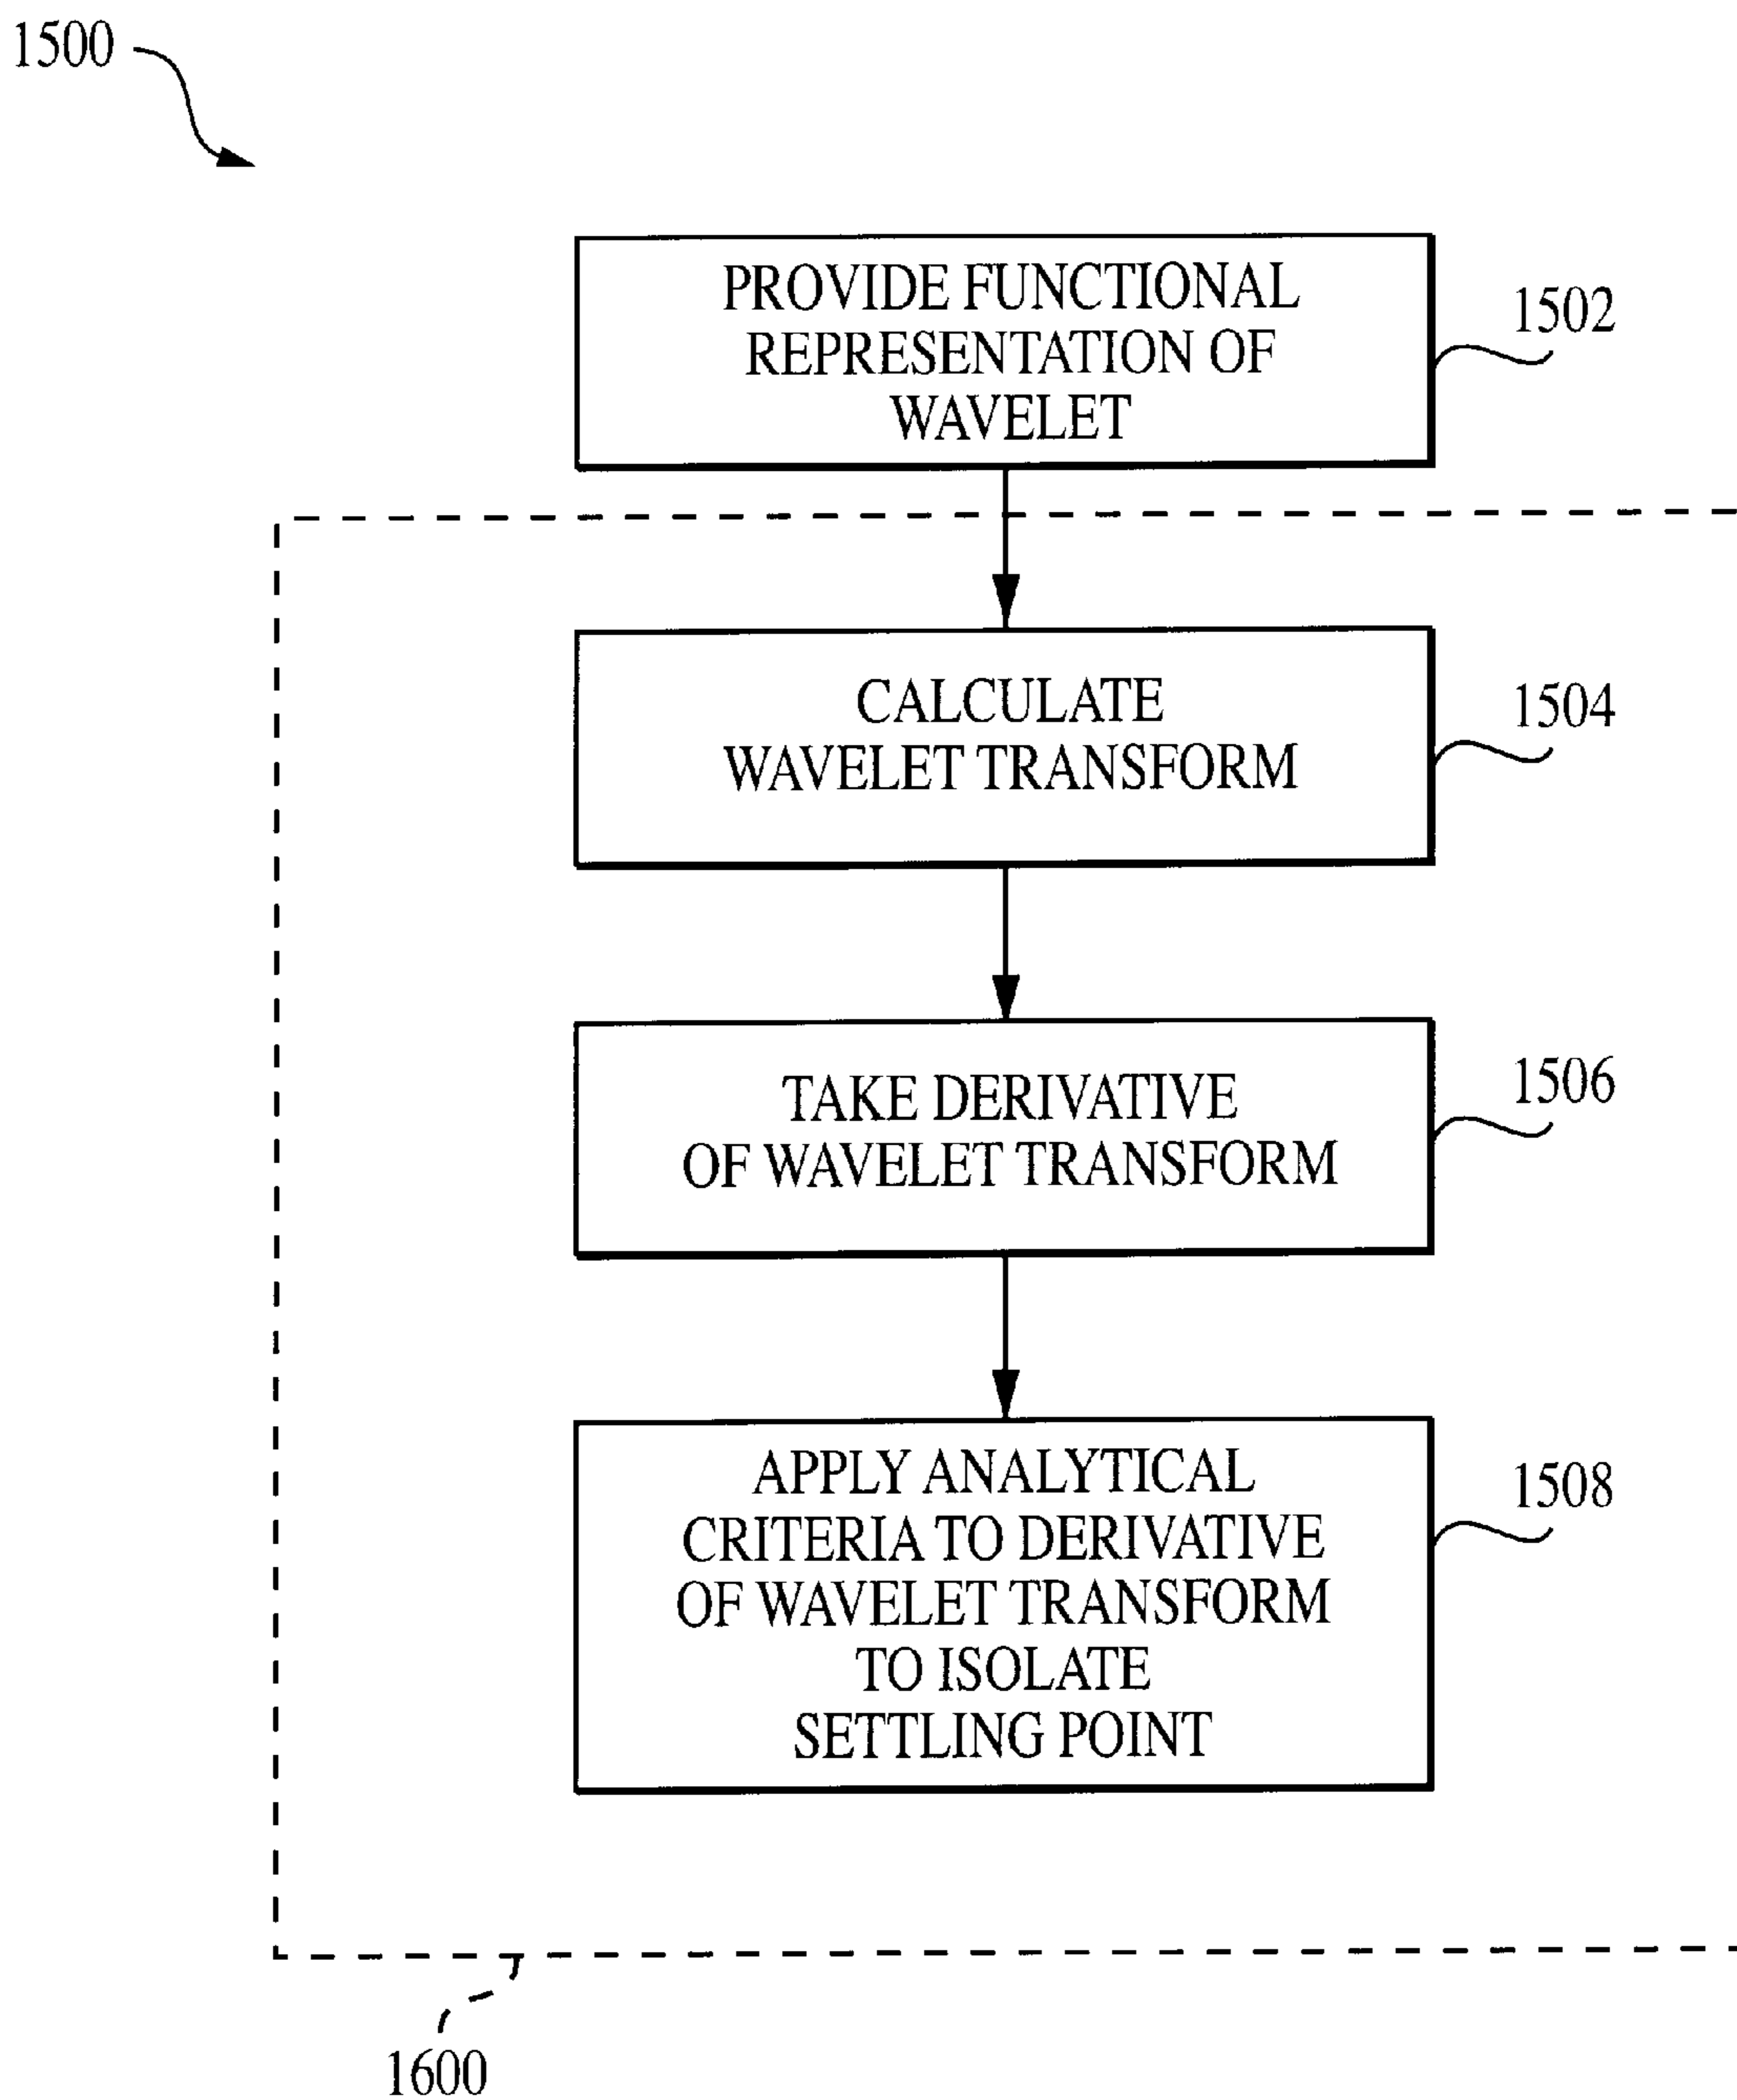 1500
PROVIDE FUNCTIONAL
REPRESENTATION OF
WAVELET
1502
CALCULATE
WAVELET TRANSFORM
1504
TAKE DERIVATIVE
OF WAVELET TRANSFORM
1506
APPLY ANALYTICAL
CRITERIA TO DERIVATIVE
OF WAVELET TRANSFORM
TO ISOLATE
SETTLING POINT
1508
1600